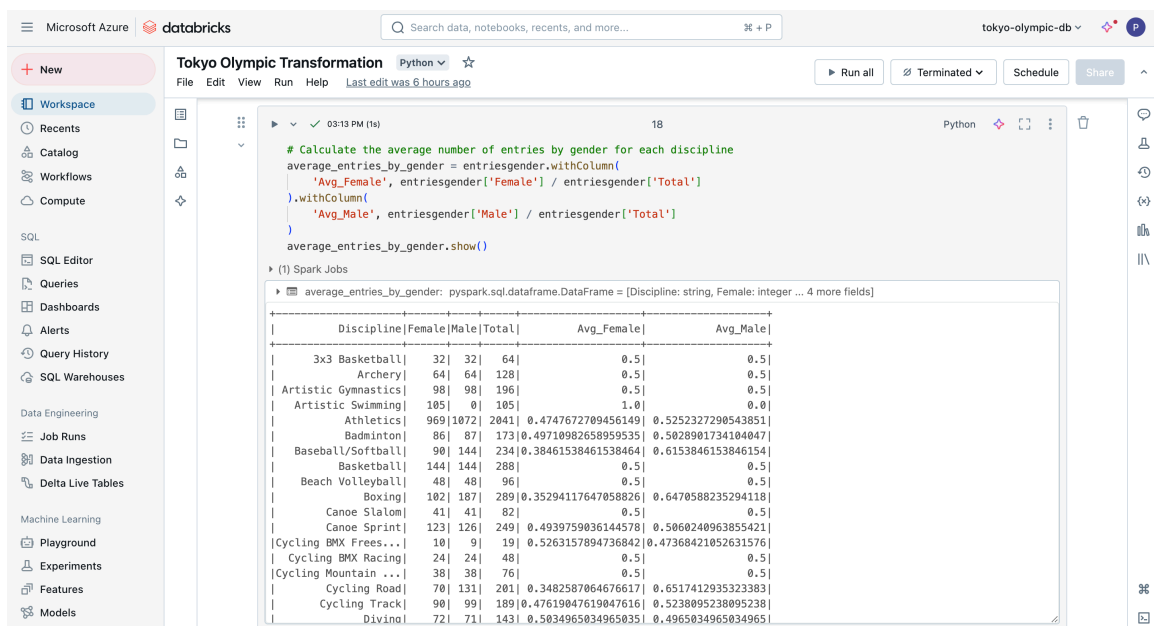 Microsoft Azure databricks Search data, notebooks, recents, and more... ⌘ + P tokyo-olympic-db P
New
Workspace
Recents
Catalog
Workflows
Compute
SQL
SQL Editor
Queries
Dashboards
Alerts
Query History
SQL Warehouses
Data Engineering
Job Runs
Data Ingestion
Delta Live Tables
Machine Learning
Playground
Experiments
Features
Models
Tokyo Olympic Transformation Python
File Edit View Run Help Last edit was 6 hours ago
Run all Terminated Schedule Share
03:13 PM (1s) 18 Python
# Calculate the average number of entries by gender for each discipline
average_entries_by_gender = entriesgender.withColumn(
'Avg_Female', entriesgender['Female'] / entriesgender['Total']
).withColumn(
'Avg_Male', entriesgender['Male'] / entriesgender['Total']
)
average_entries_by_gender.show()
(1) Spark Jobs
average_entries_by_gender: pyspark.sql.dataframe.DataFrame = [Discipline: string, Female: integer ... 4 more fields]
+-------------------+------+----+-----+-------------------+-------------------+
|         Discipline|Female|Male|Total|         Avg_Female|           Avg_Male|
+-------------------+------+----+-----+-------------------+-------------------+
|     3x3 Basketball|    32|  32|   64|                0.5|                0.5|
|            Archery|    64|  64|  128|                0.5|                0.5|
|Artistic Gymnastics|    98|  98|  196|                0.5|                0.5|
|  Artistic Swimming|   105|   0|  105|                1.0|                0.0|
|          Athletics|   969|1072| 2041| 0.4747672709456149| 0.5252327290543851|
|          Badminton|    86|  87|  173|0.49710982658959535| 0.5028901734104047|
|  Baseball/Softball|    90| 144|  234|0.38461538461538464| 0.6153846153846154|
|         Basketball|   144| 144|  288|                0.5|                0.5|
|   Beach Volleyball|    48|  48|   96|                0.5|                0.5|
|             Boxing|   102| 187|  289|0.35294117647058826| 0.6470588235294118|
|       Canoe Slalom|    41|  41|   82|                0.5|                0.5|
|       Canoe Sprint|   123| 126|  249| 0.4939759036144578| 0.5060240963855421|
|Cycling BMX Frees...|    10|   9|   19| 0.5263157894736842|0.47368421052631576|
| Cycling BMX Racing|    24|  24|   48|                0.5|                0.5|
|Cycling Mountain ...|    38|  38|   76|                0.5|                0.5|
|       Cycling Road|    70| 131|  201| 0.3482587064676617| 0.6517412935323383|
|      Cycling Track|    90|  99|  189|0.47619047619047616| 0.5238095238095238|
|             Diving|    72|  71|  143| 0.5034965034965035| 0.4965034965034965|